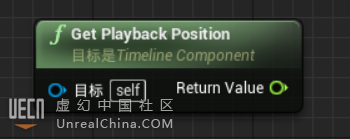 f Get Playback Position
目标是Timeline Component
目标 self Return Value
UECN 虚幻中国社区
UnrealChina.COM